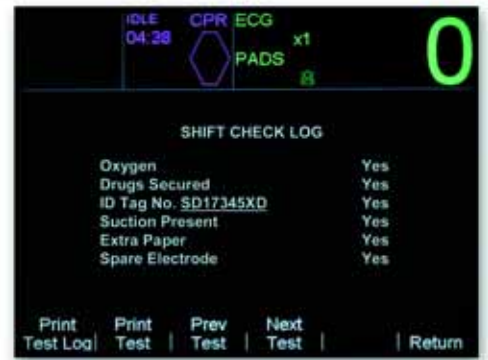 IDLE CPR ECG
04:38 x1
PADS
0
SHIFT CHECK LOG
Oxygen Yes
Drugs Secured Yes
ID Tag No. SD17345XD Yes
Suction Present Yes
Extra Paper Yes
Spare Electrode Yes
Print Test Log Print Test Prev Test Next Test Return